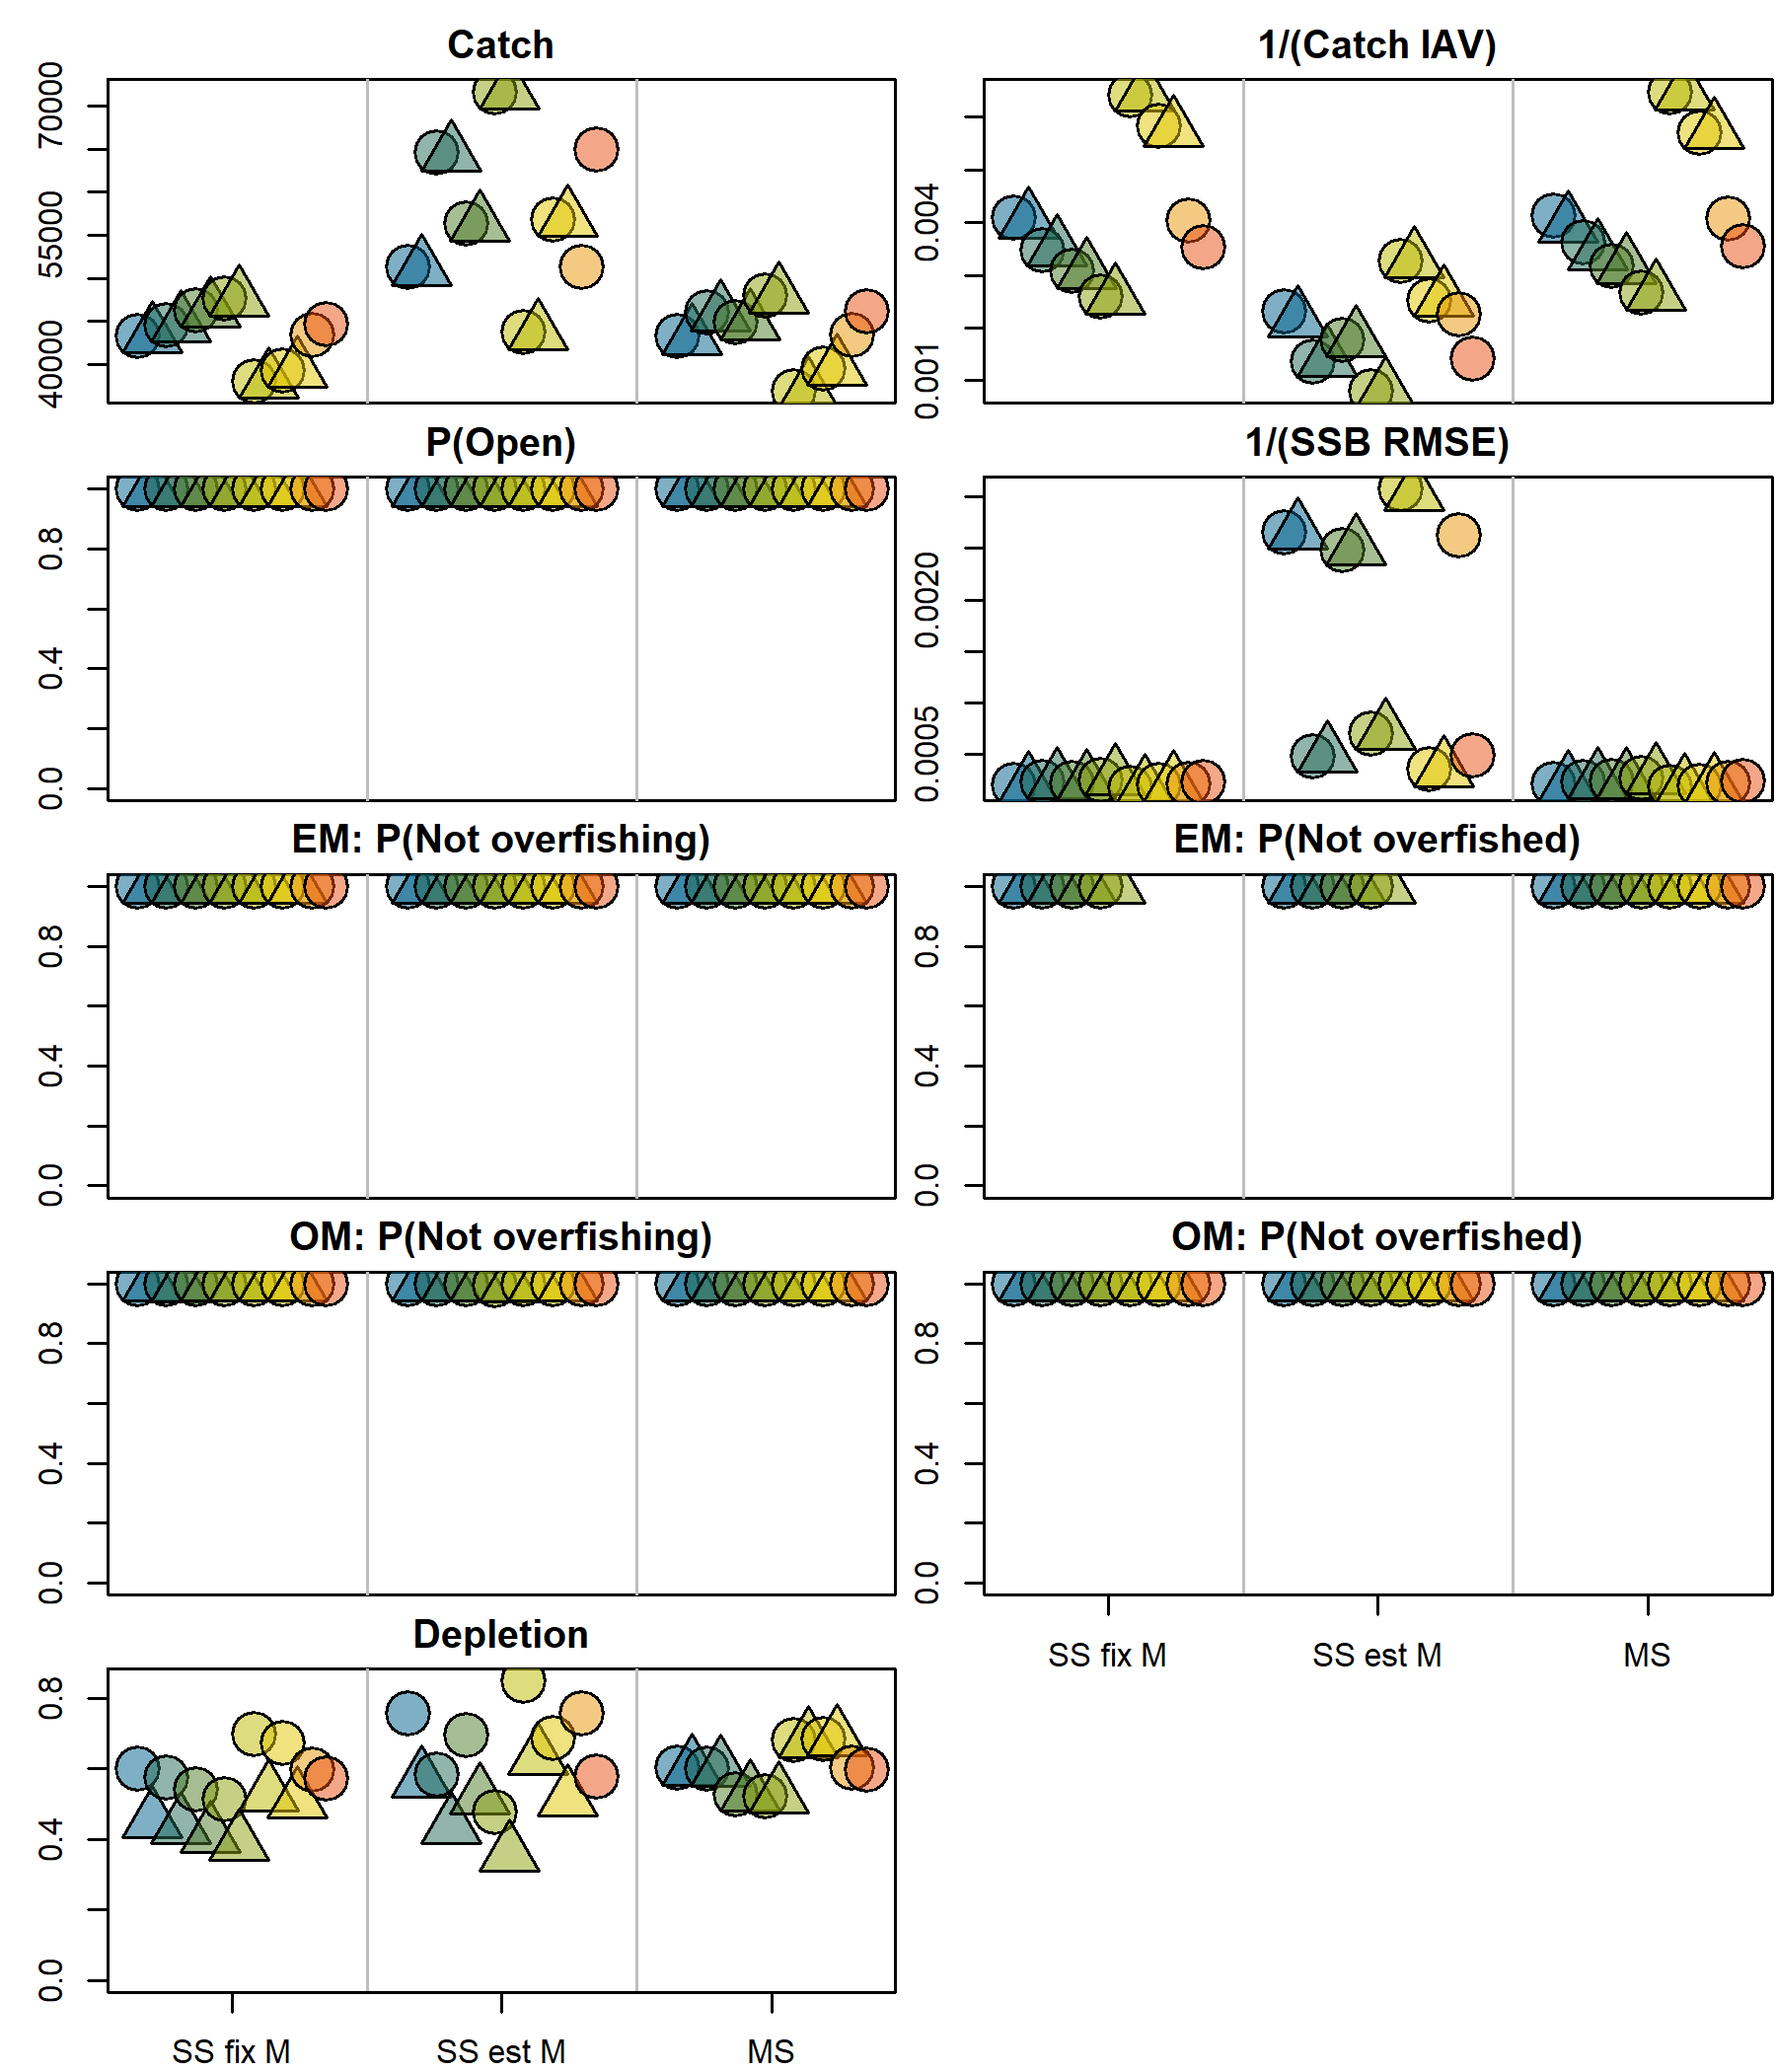 Catch
1/(Catch IAV)
70000
55000
40000
0.004
0.001
P(Open)
1/(SSB RMSE)
0.8
0.4
0.0
0.0020
0.0005
EM: P(Not overfishing)
EM: P(Not overfished)
0.8
0.4
0.0
0.8
0.4
0.0
OM: P(Not overfishing)
OM: P(Not overfished)
0.8
0.4
0.0
0.8
0.4
0.0
SS fix M
SS est M
MS
Depletion
0.8
0.4
0.0
SS fix M
SS est M
MS